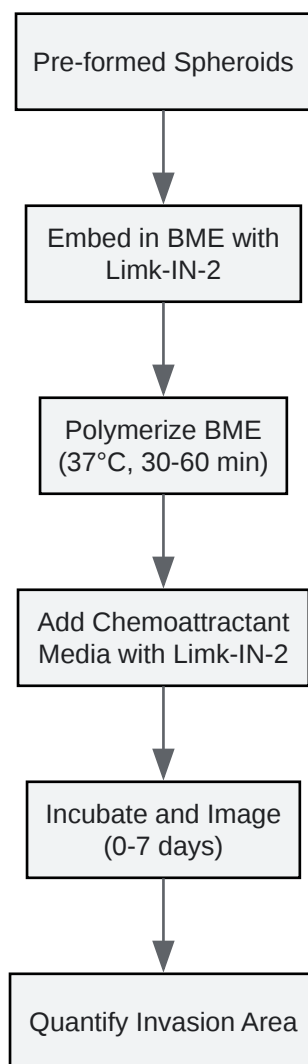 Pre-formed Spheroids
Embed in BME with
Limk-IN-2
Polymerize BME
(37°C, 30-60 min)
Add Chemoattractant
Media with Limk-IN-2
Incubate and Image
(0-7 days)
Quantify Invasion Area